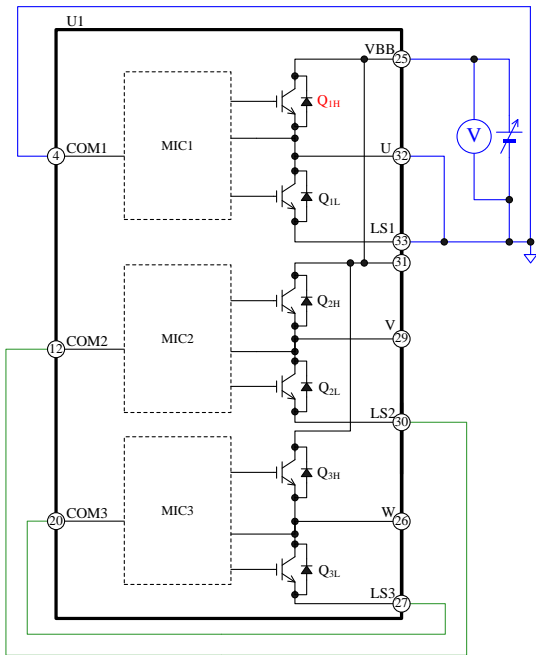 U1
VBB
25
Q1H
V
COM1
4
MIC1
U
32
Q1L
LS1
33
31
Q2H
COM2
12
MIC2
V
29
Q2L
LS2
30
Q3H
COM3
20
MIC3
W
26
Q3L
LS3
27